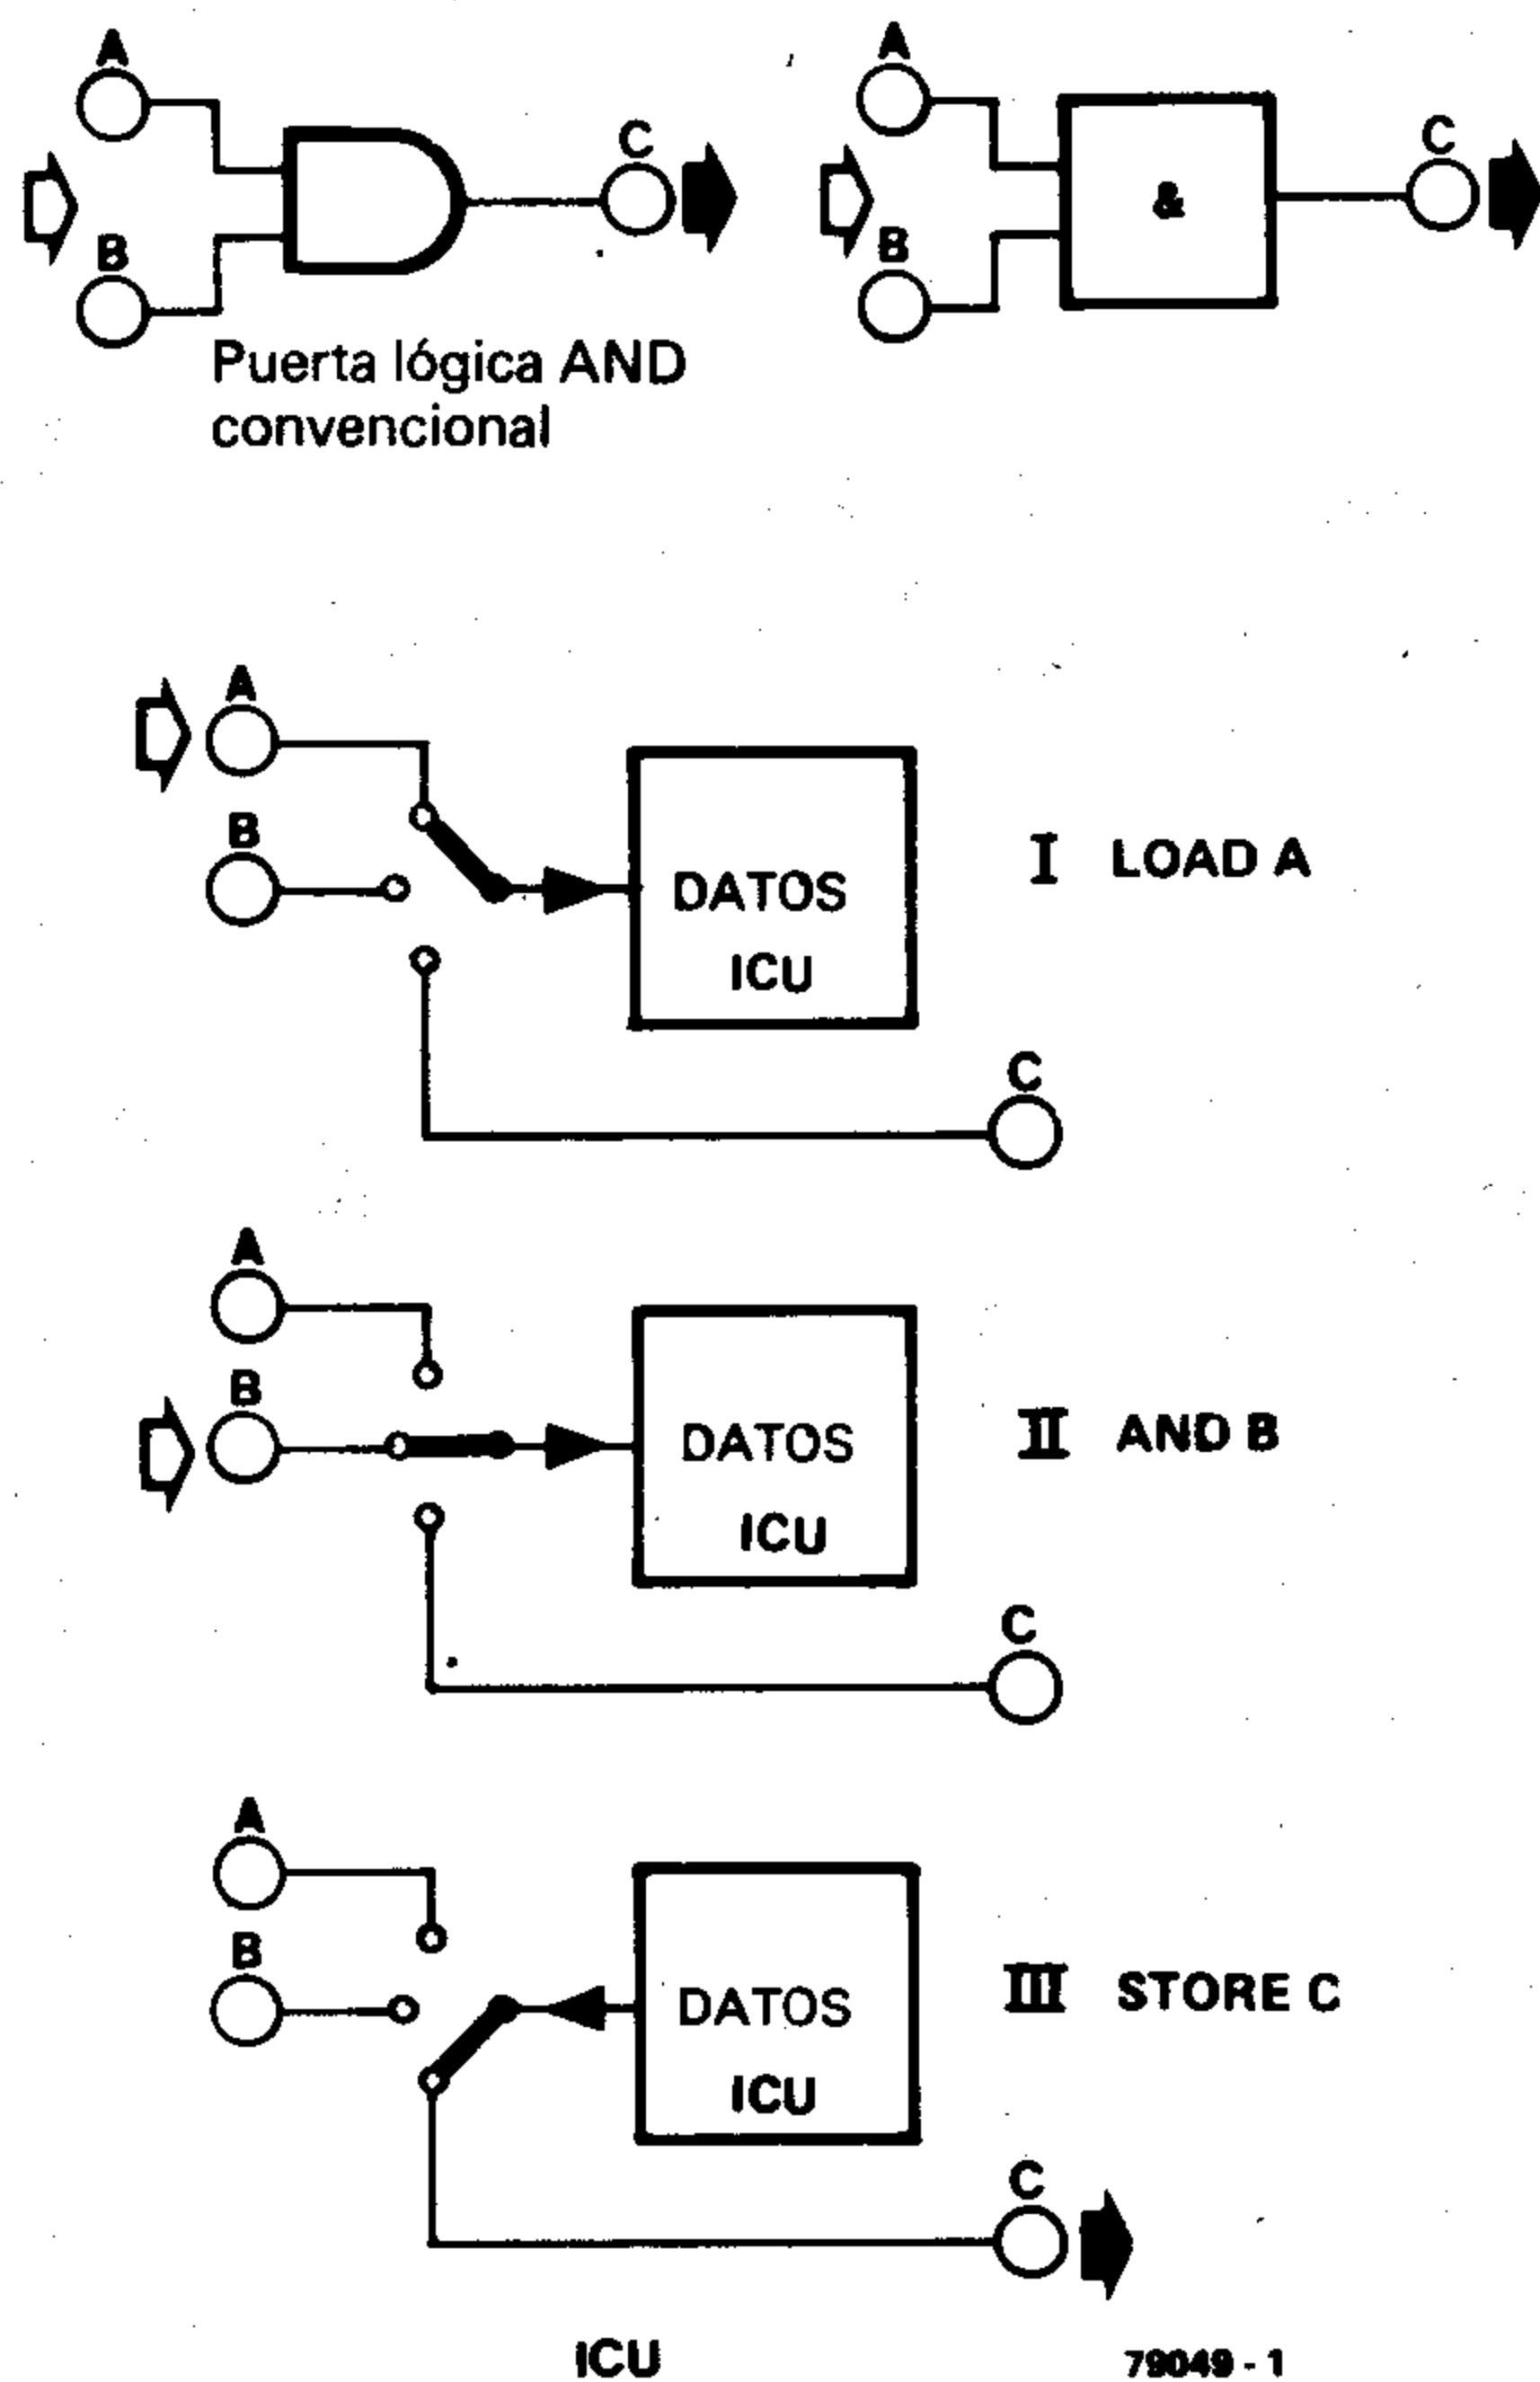 A
A
C
C
&
B
B
Puerta lógica AND
convencional
A
B
DATOS
ICU
I LOAD A
C
A
B
DATOS
ICU
II AND B
C
A
B
DATOS
ICU
III STORE C
C
ICU
79049 - 1